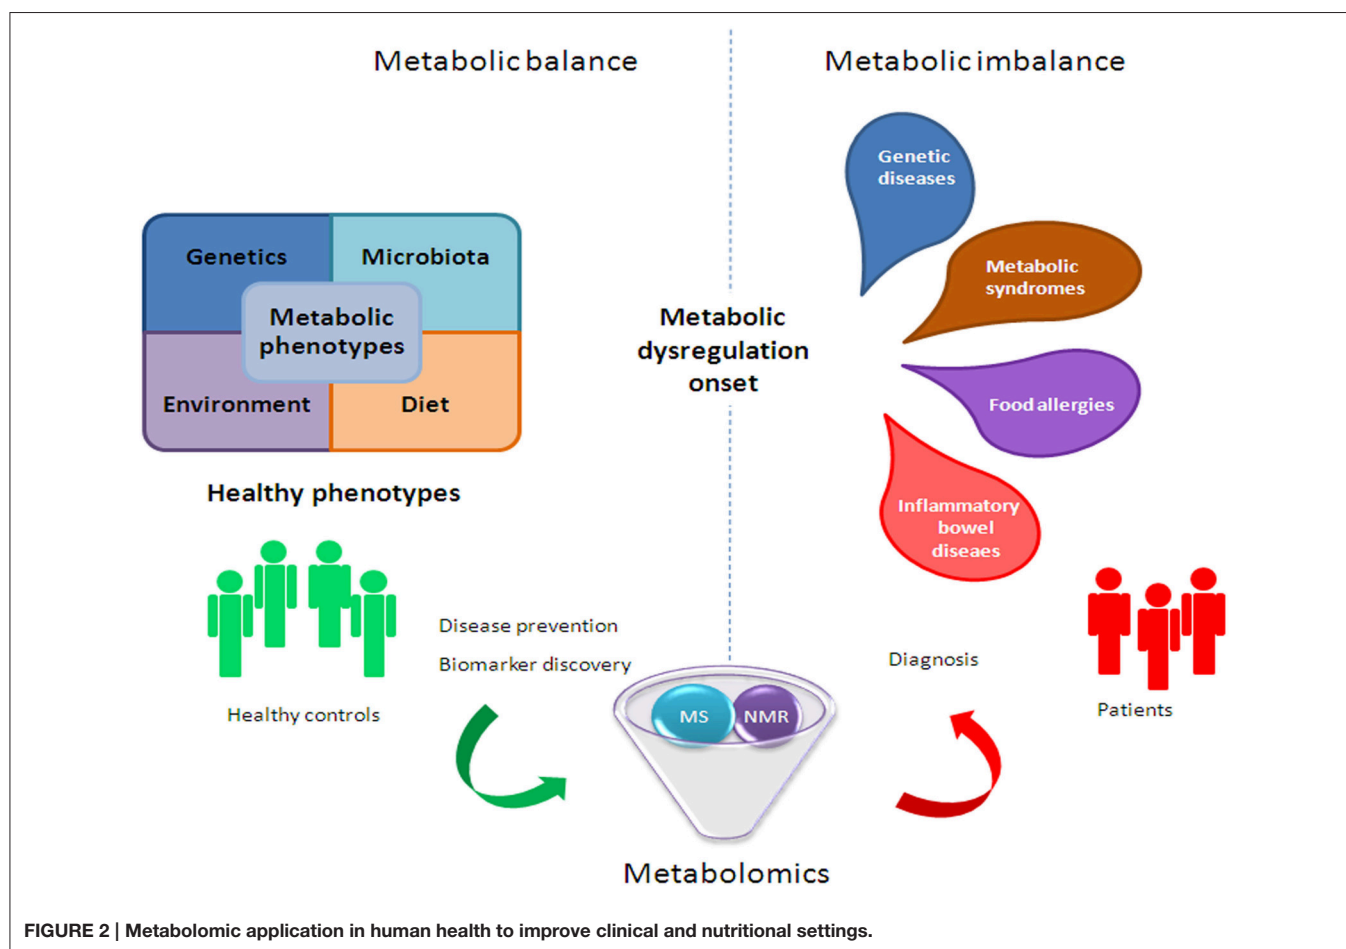 Metabolic balance
Metabolic imbalance
Genetic
diseases
Metabolic
syndromes
Food allergies
Inflammatory
bowel
diseaes
Genetics
Microbiota
Metabolic
phenotypes
Environment
Diet
Metabolic
dysregulation
onset
Healthy phenotypes
Healthy controls
Disease prevention
Biomarker discovery
MS
NMR
Metabolomics
Diagnosis
Patients
FIGURE 2 | Metabolomic application in human health to improve clinical and nutritional settings.